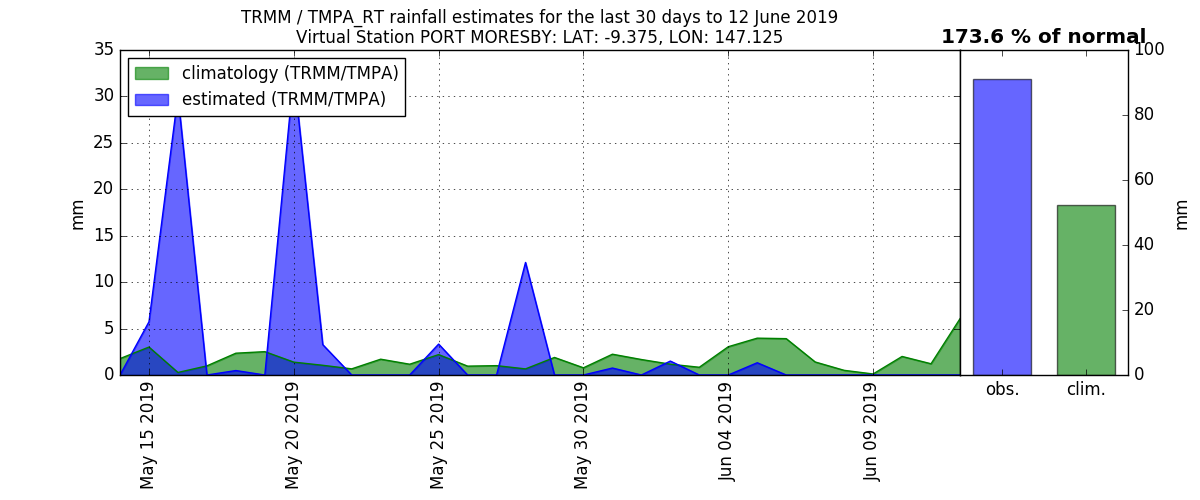 TRMM / TMPA_RT rainfall estimates for the last 30 days to 12 June 2019
Virtual Station PORT MORESBY: LAT: -9.375, LON: 147.125
173.6 % of normal
climatology (TRMM/TMPA)
estimated (TRMM/TMPA)
35
30
25
20
15
10
5
0
mm
May 15 2019
May 20 2019
May 25 2019
May 30 2019
Jun 04 2019
Jun 09 2019
100
80
60
40
20
0
mm
obs.
clim.